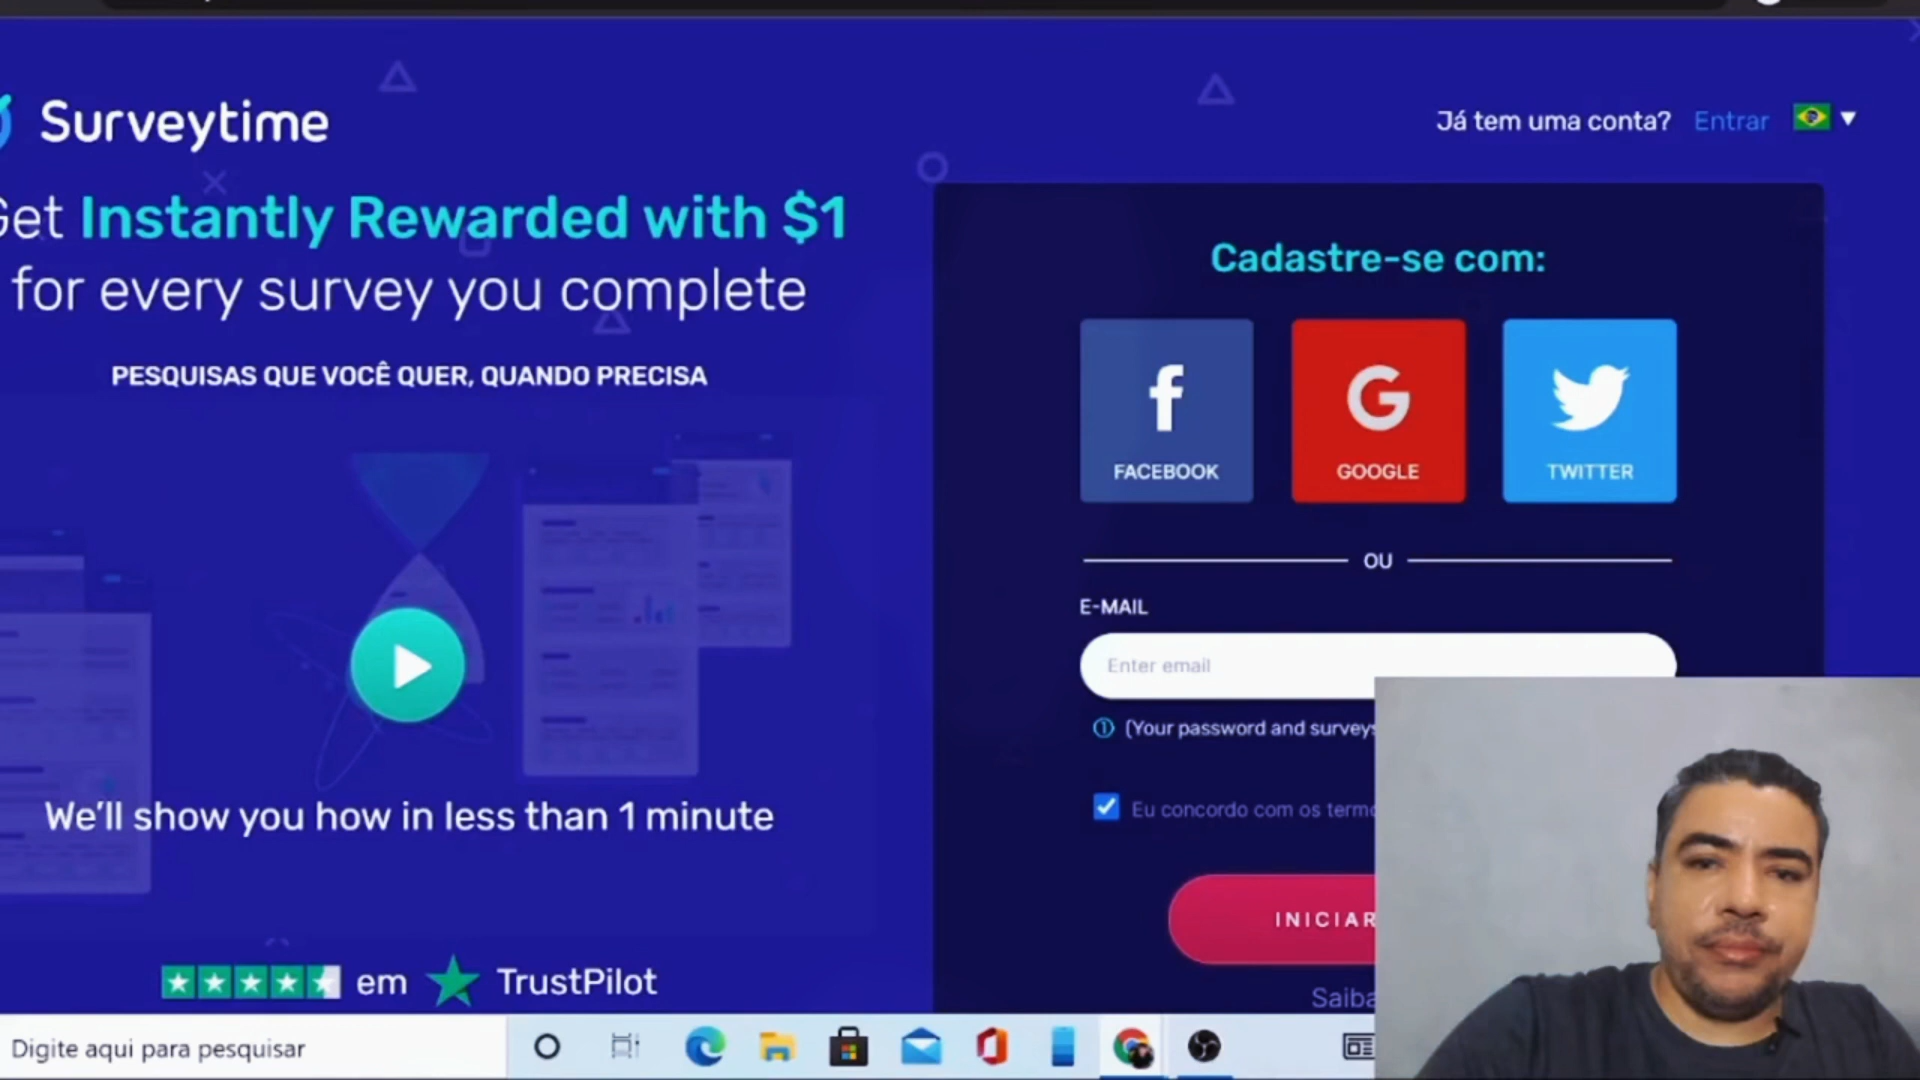 Surveytime
Já tem uma conta? Entrar
Get Instantly Rewarded with $1
for every survey you complete
PESQUISAS QUE VOCÊ QUER, QUANDO PRECISA
We'll show you how in less than 1 minute
em TrustPilot
Cadastre-se com:
FACEBOOK GOOGLE TWITTER
OU
E-MAIL
Enter email
(Your password and surveys
Eu concordo com os termo
INICIAR
Saiba
Digite aqui para pesquisar